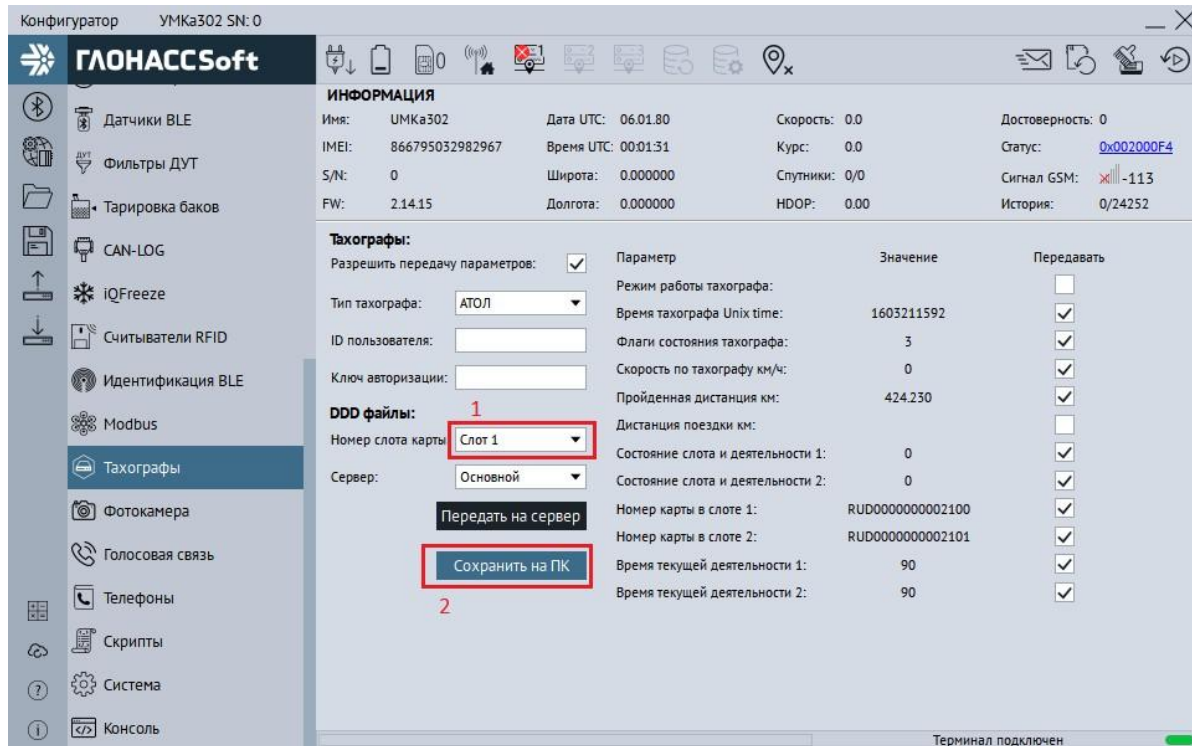 Конфигуратор УМКа302 SN: 0
ГЛОНАССSoft
0
1
2
3
x
ИНФОРМАЦИЯ
Имя: UMKa302 Дата UTC: 06.01.80 Скорость: 0.0 Достоверность: 0
IMEI: 866795032982967 Время UTC: 00:01:31 Курс: 0.0 Статус: 0x002000F4
S/N: 0 Широта: 0.000000 Спутники: 0/0 Сигнал GSM: -113
FW: 2.14.15 Долгота: 0.000000 HDOP: 0.00 История: 0/24252
Датчики BLE
ДУТ
Фильтры ДУТ
Тарировка баков
CAN-LOG
iQFreeze
Считыватели RFID
Идентификация BLE
Modbus
Тахографы
Фотокамера
Голосовая связь
Телефоны
Скрипты
Система
Консоль
Тахографы:
Разрешить передачу параметров:
Тип тахографа: АТОЛ
ID пользователя:
Ключ авторизации:
DDD файлы:
1
Номер слота карты Слот 1
Сервер: Основной
Передать на сервер
Сохранить на ПК
2
Параметр Значение Передавать
Режим работы тахографа:
Время тахографа Unix time: 1603211592
Флаги состояния тахографа: 3
Скорость по тахографу км/ч: 0
Пройденная дистанция км: 424.230
Дистанция поездки км:
Состояние слота и деятельности 1: 0
Состояние слота и деятельности 2: 0
Номер карты в слоте 1: RUD0000000002100
Номер карты в слоте 2: RUD0000000002101
Время текущей деятельности 1: 90
Время текущей деятельности 2: 90
Терминал подключен